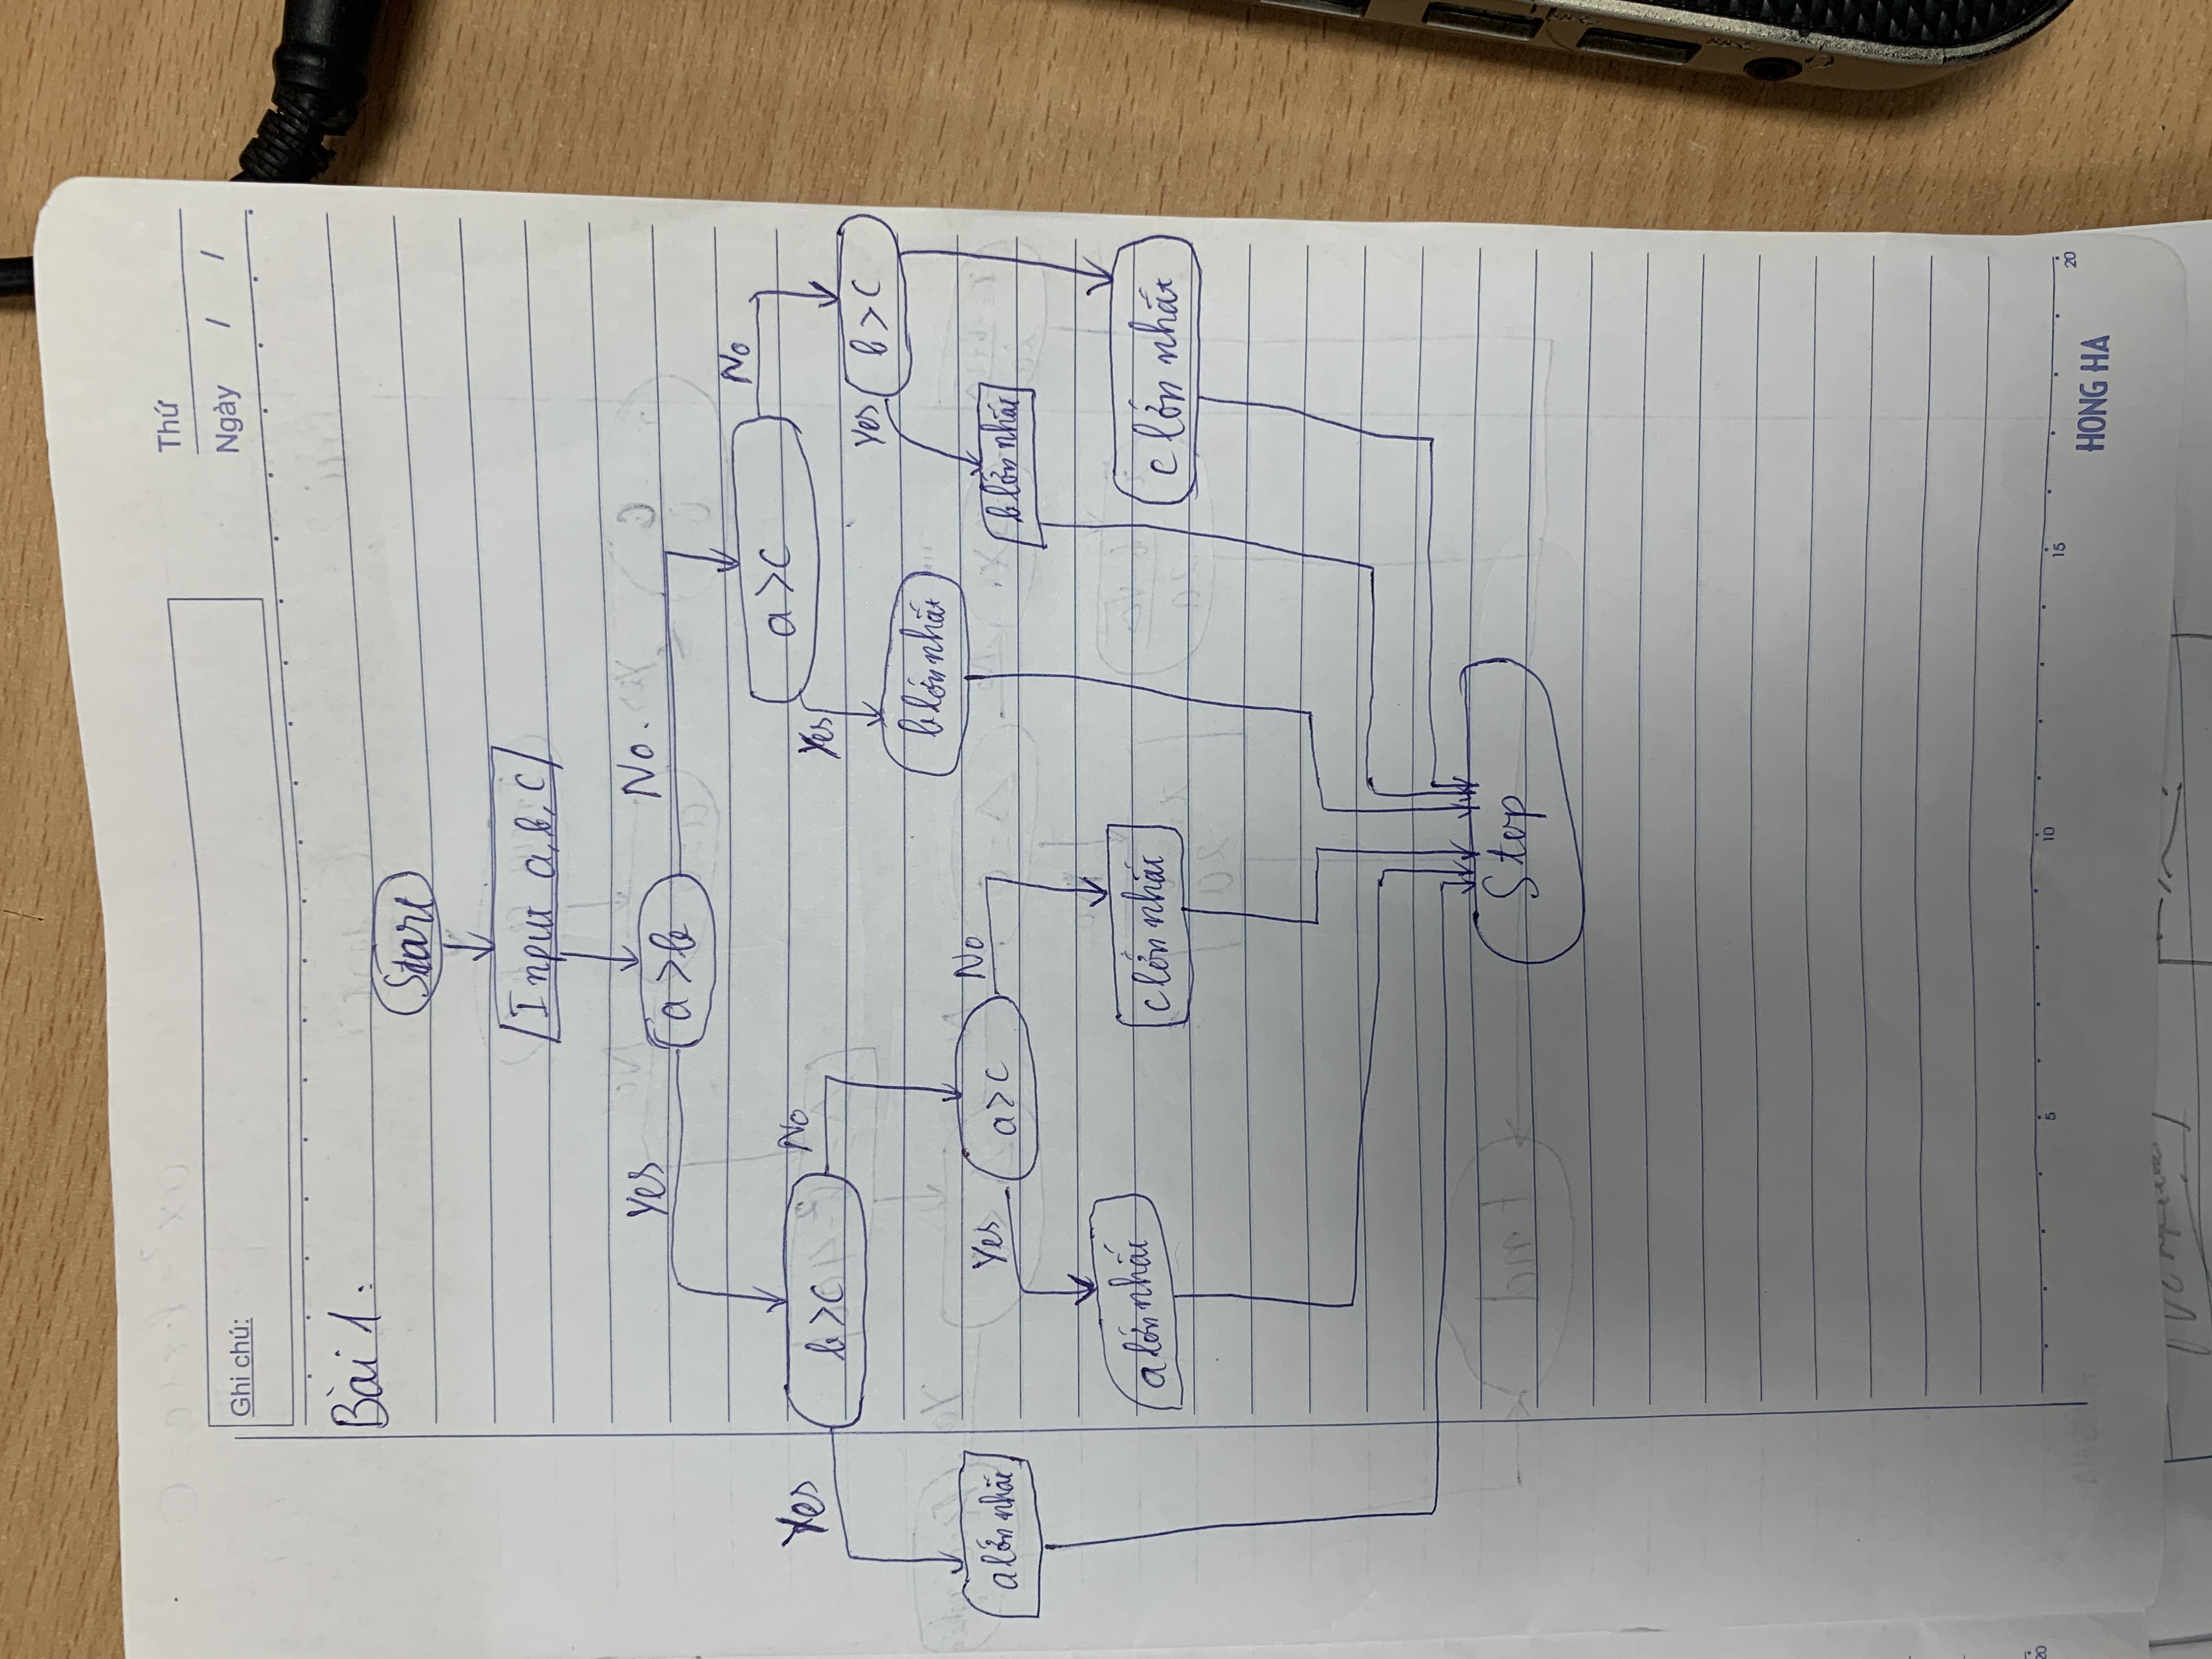 Thứ
Ghi chú:
Ngày / /
Bài 1:
Start
Input a, b, c
Yes
No.
a > b
No
a > c
Yes
No
b > c
Yes
Yes
b > c
b lớn nhất
Yes
No
a > c
a lớn nhất
b lớn nhất
a lớn nhất
c lớn nhất
c lớn nhất
Stop
5 10 15 20
20
HONG HA